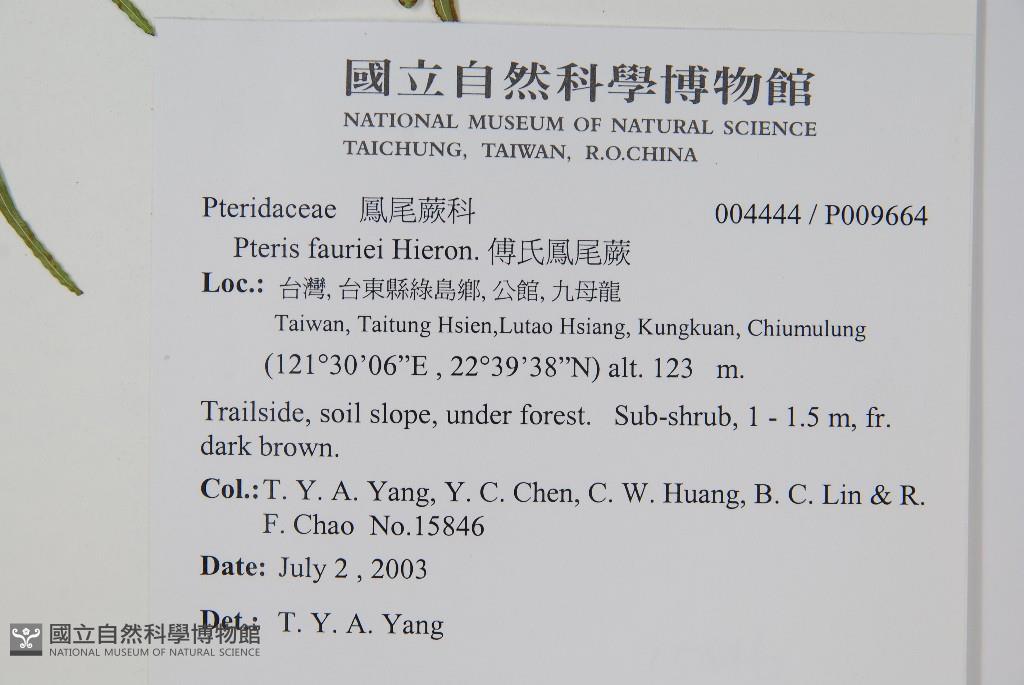 國立自然科學博物館
NATIONAL MUSEUM OF NATURAL SCIENCE
TAICHUNG, TAIWAN, R.O.CHINA
Pteridaceae 鳳尾蕨科 004444 / P009664
Pteris fauriei Hieron. 傅氏鳳尾蕨
Loc.: 台灣, 台東縣綠島鄉, 公館, 九母龍
Taiwan, Taitung Hsien,Lutao Hsiang, Kungkuan, Chiumulung
(121°30’06”E , 22°39’38”N) alt. 123 m.
Trailside, soil slope, under forest. Sub-shrub, 1 - 1.5 m, fr.
dark brown.
Col.: T. Y. A. Yang, Y. C. Chen, C. W. Huang, B. C. Lin & R.
F. Chao No.15846
Date: July 2 , 2003
Det.: T. Y. A. Yang
國立自然科學博物館
NATIONAL MUSEUM OF NATURAL SCIENCE